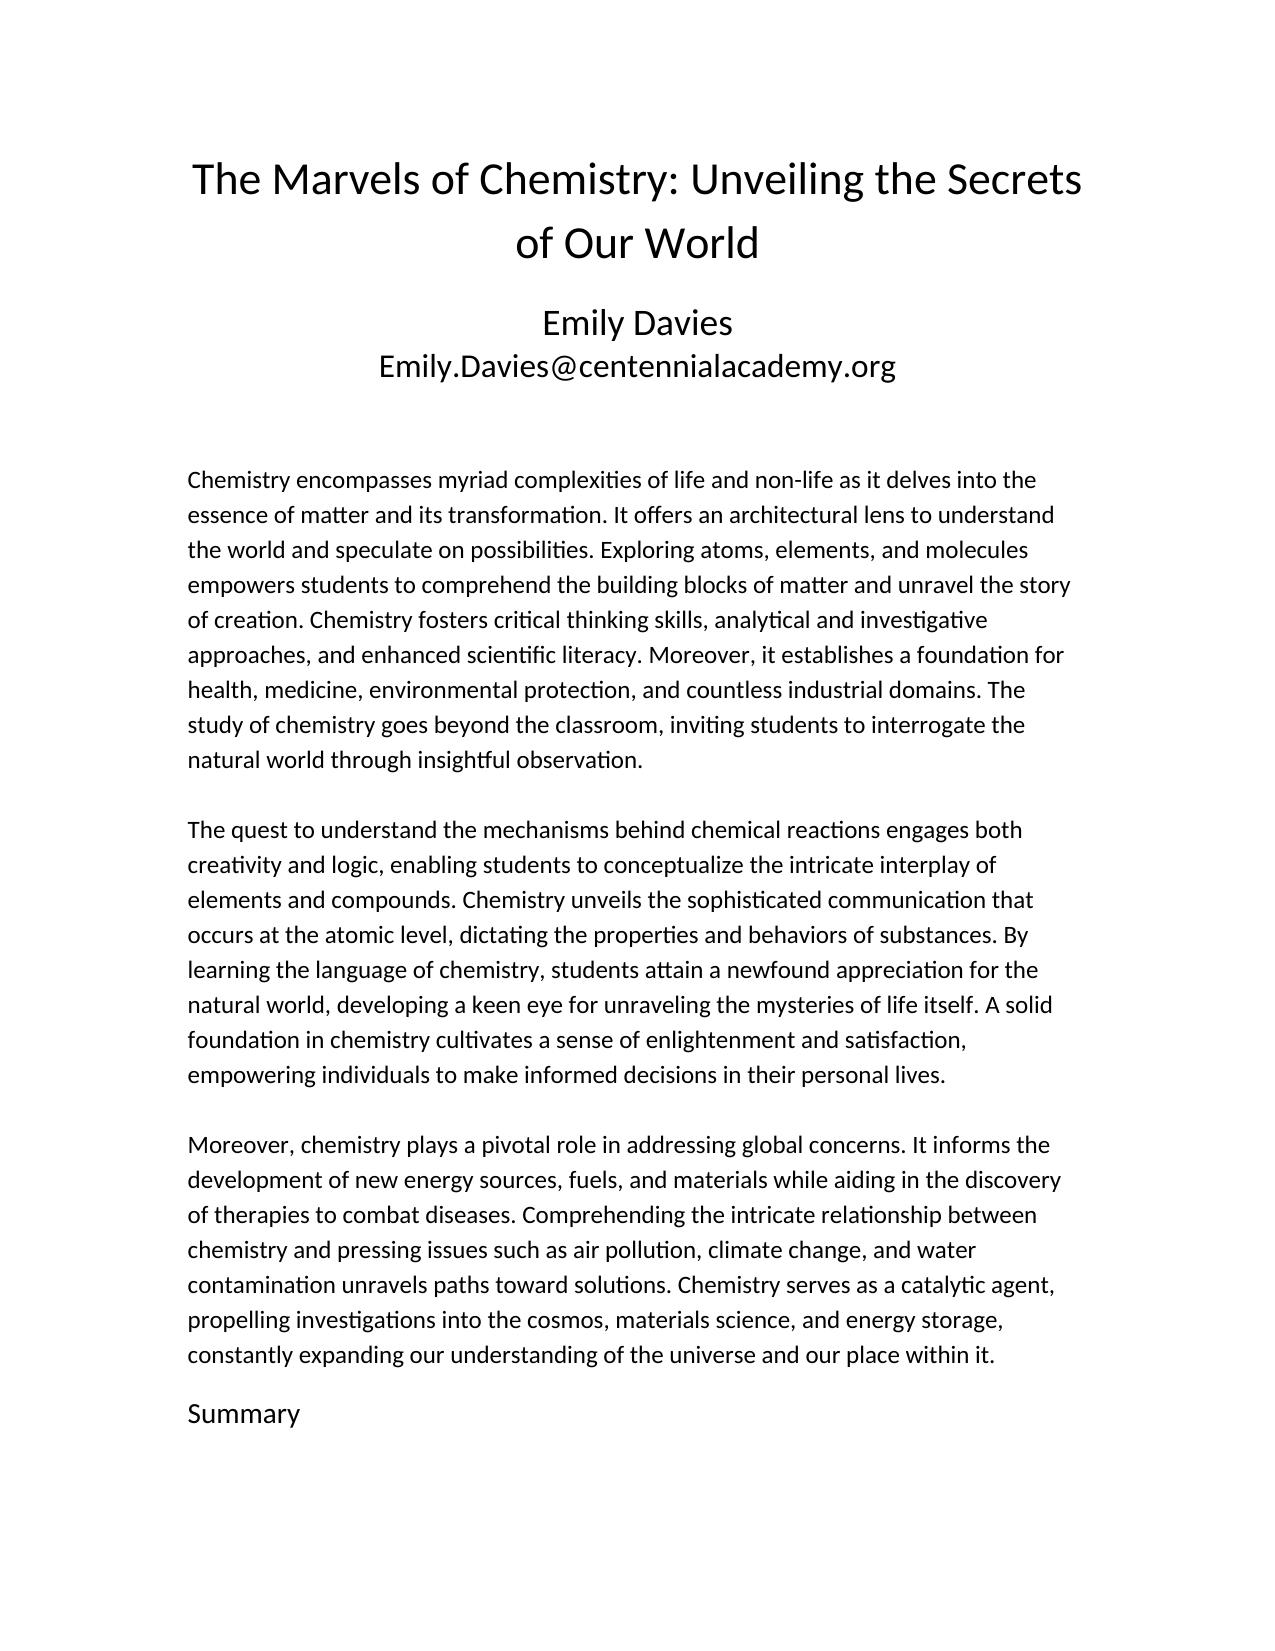 The Marvels of Chemistry: Unveiling the Secrets
of Our World
Emily Davies
Emily.Davies@centennialacademy.org
Chemistry encompasses myriad complexities of life and non-life as it delves into the
essence of matter and its transformation. It offers an architectural lens to understand
the world and speculate on possibilities. Exploring atoms, elements, and molecules
empowers students to comprehend the building blocks of matter and unravel the story
of creation. Chemistry fosters critical thinking skills, analytical and investigative
approaches, and enhanced scientific literacy. Moreover, it establishes a foundation for
health, medicine, environmental protection, and countless industrial domains. The
study of chemistry goes beyond the classroom, inviting students to interrogate the
natural world through insightful observation.
The quest to understand the mechanisms behind chemical reactions engages both
creativity and logic, enabling students to conceptualize the intricate interplay of
elements and compounds. Chemistry unveils the sophisticated communication that
occurs at the atomic level, dictating the properties and behaviors of substances. By
learning the language of chemistry, students attain a newfound appreciation for the
natural world, developing a keen eye for unraveling the mysteries of life itself. A solid
foundation in chemistry cultivates a sense of enlightenment and satisfaction,
empowering individuals to make informed decisions in their personal lives.
Moreover, chemistry plays a pivotal role in addressing global concerns. It informs the
development of new energy sources, fuels, and materials while aiding in the discovery
of therapies to combat diseases. Comprehending the intricate relationship between
chemistry and pressing issues such as air pollution, climate change, and water
contamination unravels paths toward solutions. Chemistry serves as a catalytic agent,
propelling investigations into the cosmos, materials science, and energy storage,
constantly expanding our understanding of the universe and our place within it.
Summary